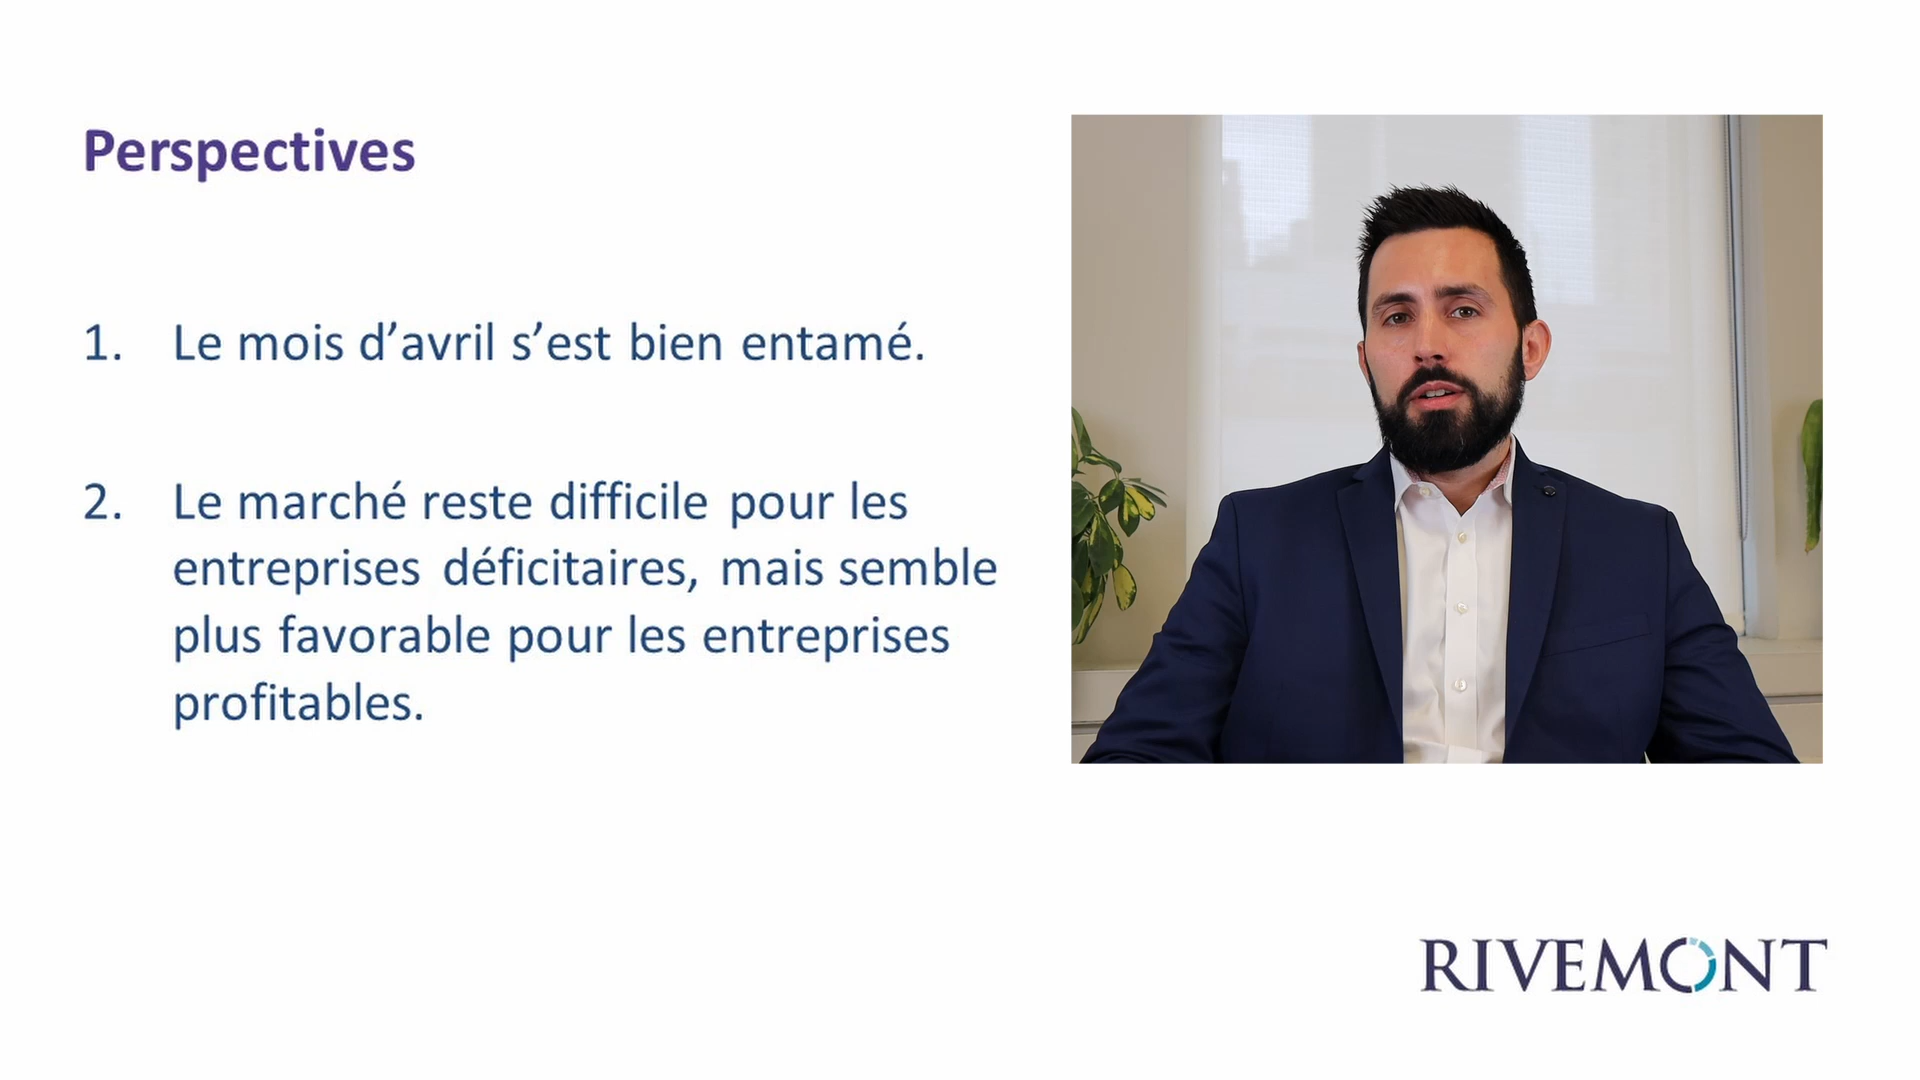 Perspectives
1. Le mois d’avril s’est bien entamé.
2. Le marché reste difficile pour les
entreprises déficitaires, mais semble
plus favorable pour les entreprises
profitables.
RIVEMONT